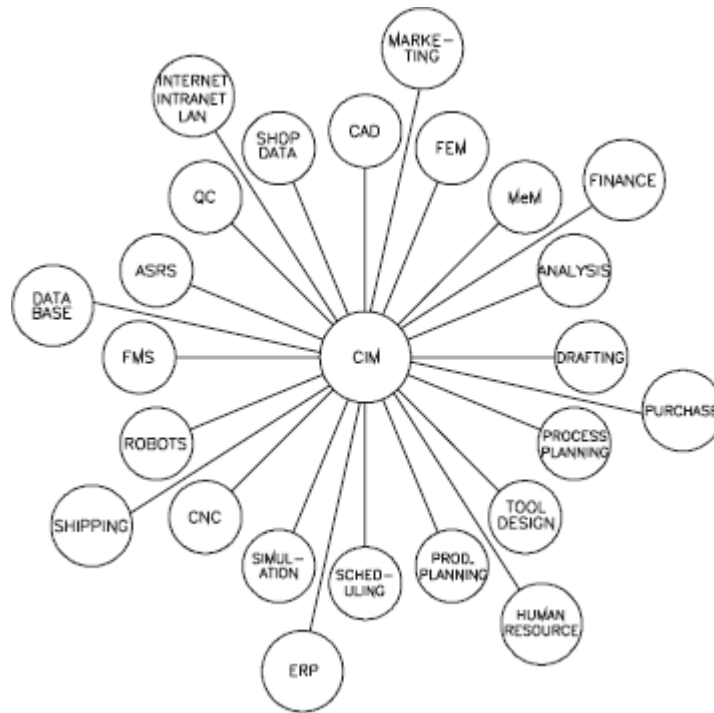 MARKE-
TING
INTERNET
INTRANET
LAN
SHOP
DATA
CAD
FEM
QC
MeM
FINANCE
ASRS
ANALYSIS
DATA
BASE
FMS
CIM
DRAFTING
PURCHASE
ROBOTS
PROCESS
PLANNING
SHIPPING
CNC
TOOL
DESIGN
SIMUL-
ATION
SCHED-
ULING
PROD.
PLANNING
HUMAN
RESOURCE
ERP